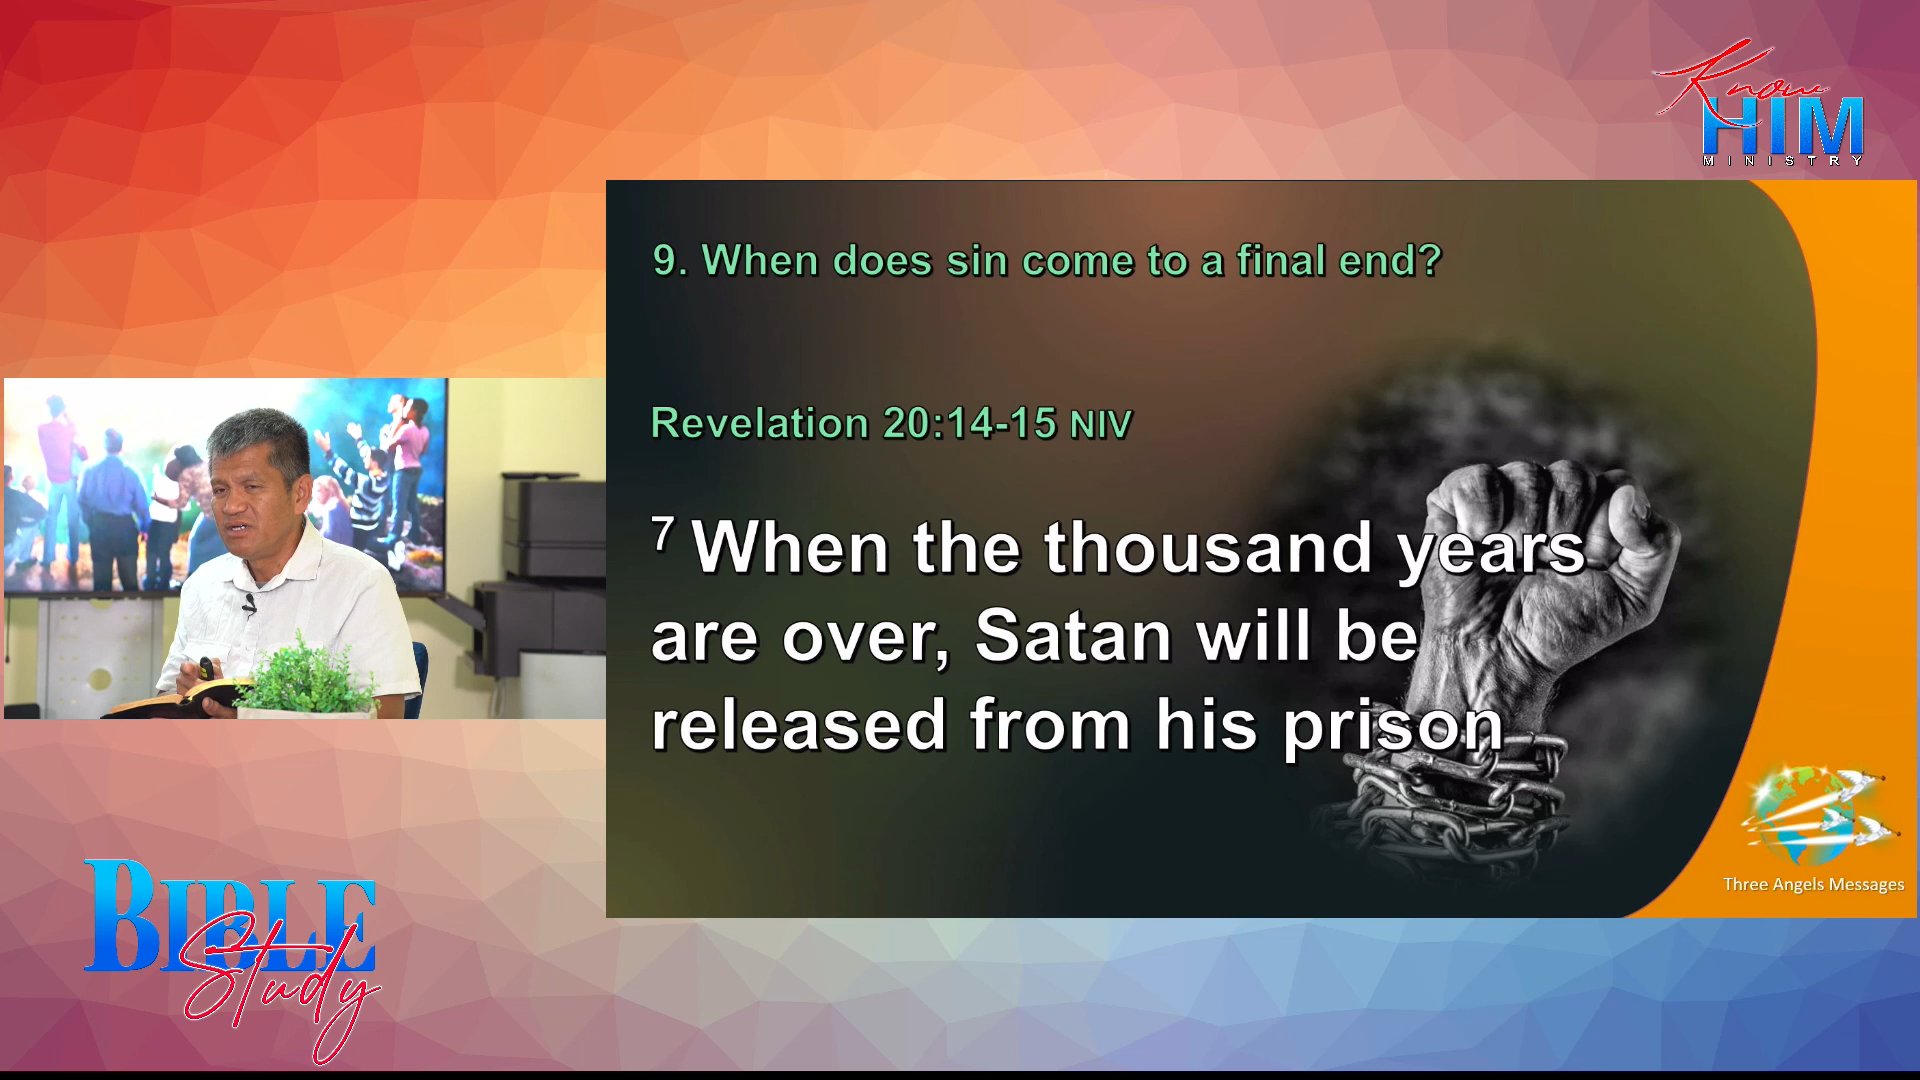 Know
HIM
MINISTRY
9. When does sin come to a final end?
Revelation 20:14-15 NIV
7 When the thousand years
are over, Satan will be
released from his prison
Three Angels Messages
BIBLE
Study